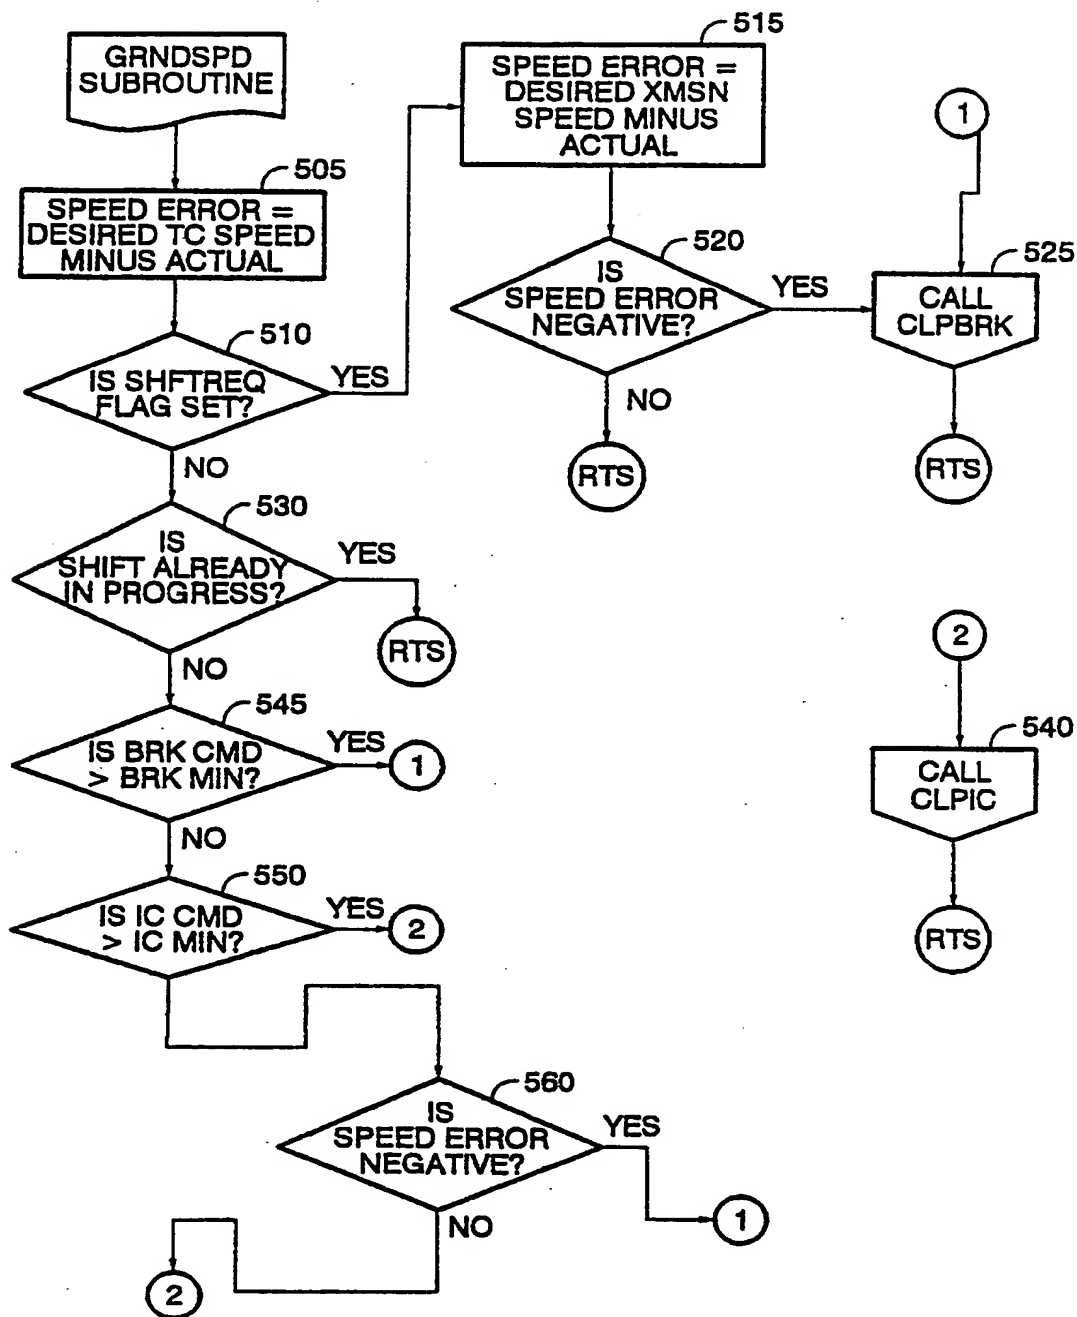 GRNDSPD
SUBROUTINE
505
SPEED ERROR =
DESIRED TC SPEED
MINUS ACTUAL
510
IS SHFTREQ
FLAG SET?
YES
NO
515
SPEED ERROR =
DESIRED XMSN
SPEED MINUS
ACTUAL
520
IS
SPEED ERROR
NEGATIVE?
YES
NO
RTS
1
525
CALL
CLPBRK
RTS
530
IS
SHIFT ALREADY
IN PROGRESS?
YES
RTS
NO
545
IS BRK CMD
> BRK MIN?
YES
1
NO
550
IS IC CMD
> IC MIN?
YES
2
2
540
CALL
CLPIC
RTS
560
IS
SPEED ERROR
NEGATIVE?
YES
1
NO
2